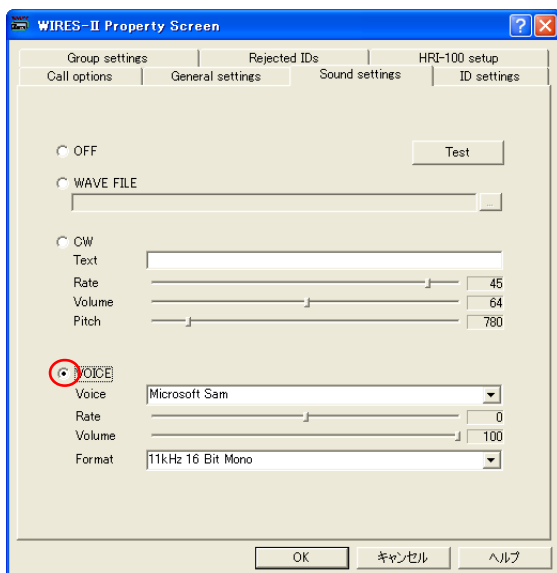 WIRES-II Property Screen
Group settings Rejected IDs HRI-100 setup
Call options General settings Sound settings ID settings
OFF Test
WAVE FILE
...
CW
Text
Rate 45
Volume 64
Pitch 780
VOICE
Voice Microsoft Sam
Rate 0
Volume 100
Format 11kHz 16 Bit Mono
OK キャンセル ヘルプ